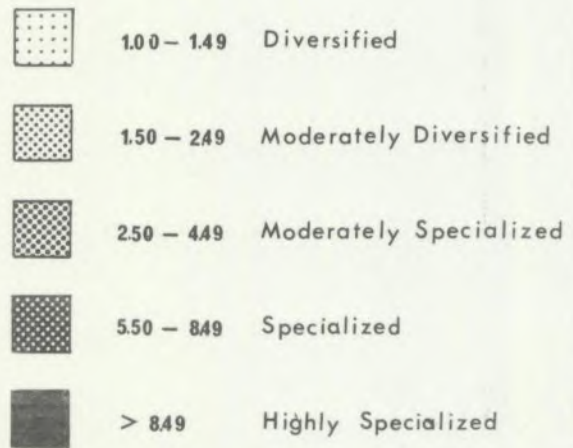 1.00 – 1.49 Diversified
1.50 – 2.49 Moderately Diversified
2.50 – 4.49 Moderately Specialized
5.50 – 8.49 Specialized
> 8.49 Highly Specialized